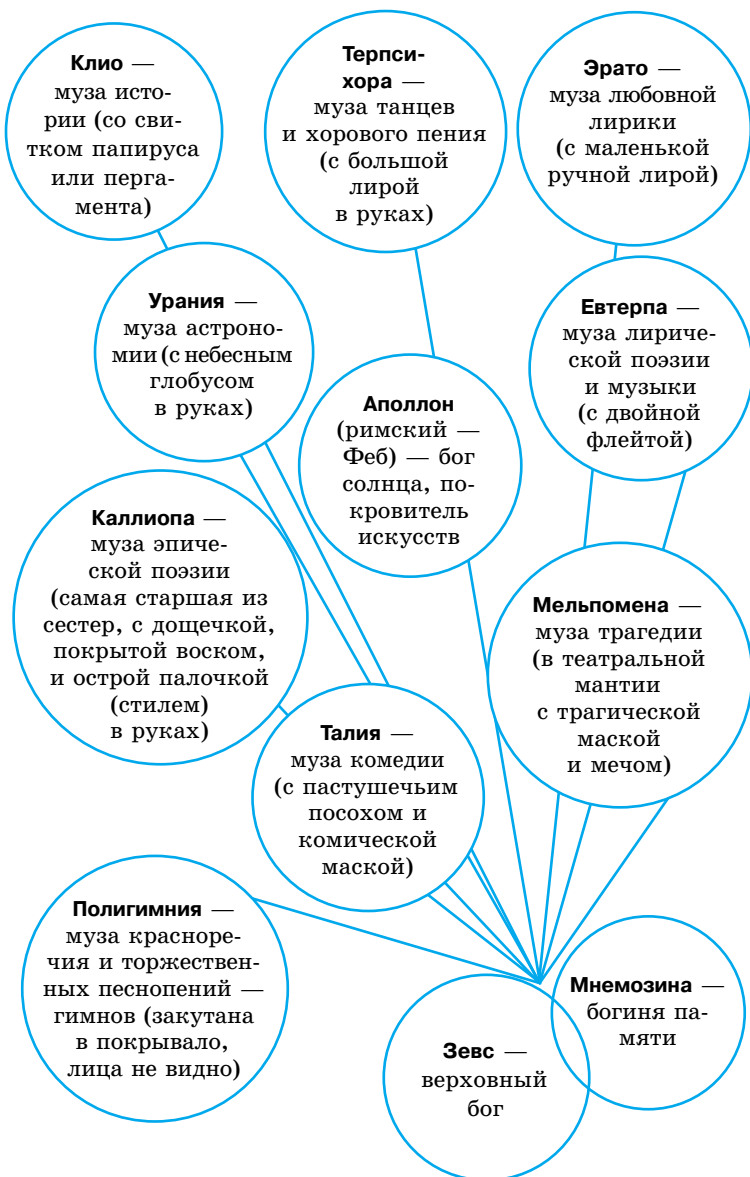 Клио —
муза исто-
рии (со сви-
тком папируса
или перга-
мента)
Терпси-
хора —
муза танцев
и хорового пения
(с большой
лирой
в руках)
Эрато —
муза любовной
лирики
(с маленькой
ручной лирой)
Урания —
муза астроно-
мии (с небесным
глобусом
в руках)
Евтерпа —
муза лириче-
ской поэзии
и музыки
(с двойной
флейтой)
Аполлон
(римский —
Феб) — бог
солнца, по-
кровитель
искусств
Каллиопа —
муза эпиче-
ской поэзии
(самая старшая из
сестер, с дощечкой,
покрытой воском,
и острой палочкой
(стилем)
в руках)
Мельпомена —
муза трагедии
(в театральной
мантии
с трагической
маской
и мечом)
Талия —
муза комедии
(с пастушечьим
посохом и
комической
маской)
Полигимния —
муза красноре-
чия и торжествен-
ных песнопений —
гимнов (закутана
в покрывало,
лица не видно)
Мнемозина —
богиня па-
мяти
Зевс —
верховный
бог